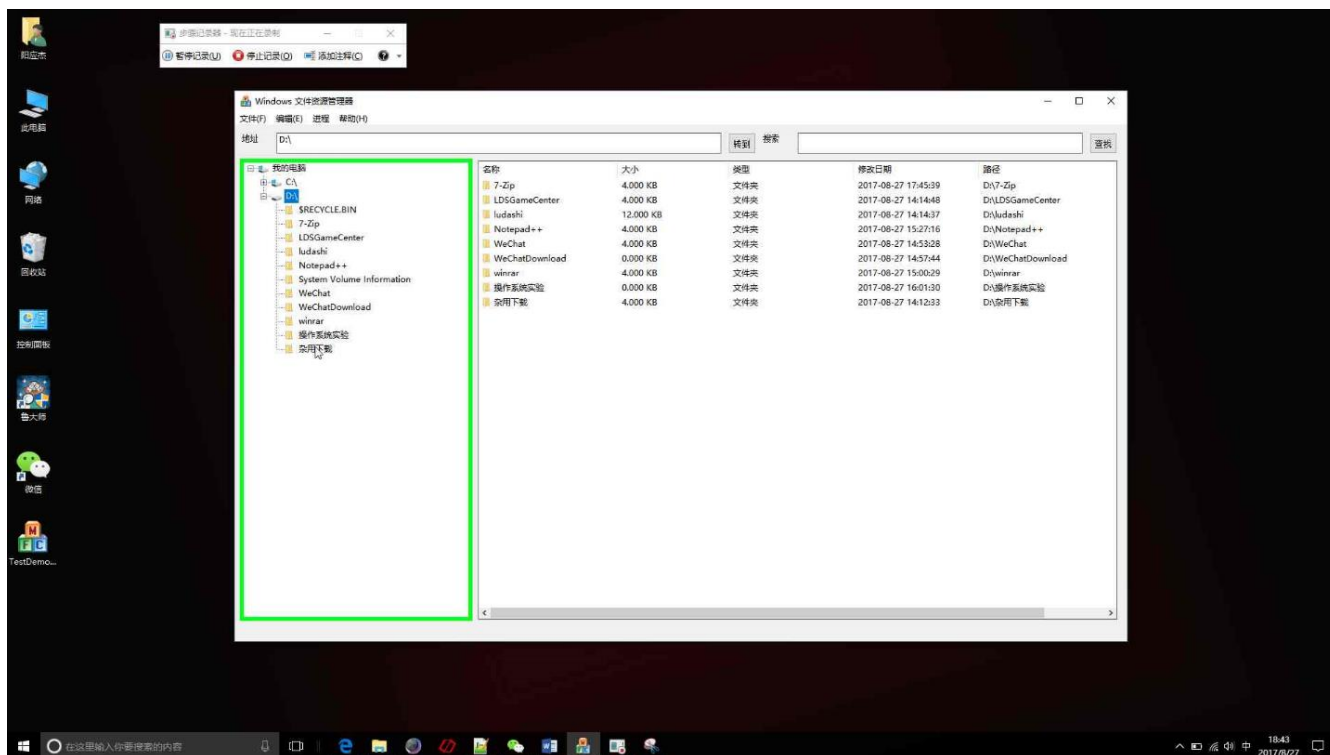 阳应杰
此电脑
网络
回收站
控制面板
鲁大师
微信
TestDemo...
步骤记录器 - 现在正在录制
暂停记录(U) 停止记录(O) 添加注释(C)
Windows 文件资源管理器
文件(F) 编辑(E) 进程 帮助(H)
地址 D:\ 转到 搜索 查找
我的电脑
C:\
D:\
$RECYCLE.BIN
7-Zip
LDSGameCenter
ludashi
Notepad++
System Volume Information
WeChat
WeChatDownload
winrar
操作系统实验
杂用下载
名称 大小 类型 修改日期 路径
7-Zip 4.000 KB 文件夹 2017-08-27 17:45:39 D:\7-Zip
LDSGameCenter 4.000 KB 文件夹 2017-08-27 14:14:48 D:\LDSGameCenter
ludashi 12.000 KB 文件夹 2017-08-27 14:14:37 D:\ludashi
Notepad++ 4.000 KB 文件夹 2017-08-27 15:27:16 D:\Notepad++
WeChat 4.000 KB 文件夹 2017-08-27 14:53:28 D:\WeChat
WeChatDownload 0.000 KB 文件夹 2017-08-27 14:57:44 D:\WeChatDownload
winrar 4.000 KB 文件夹 2017-08-27 15:00:29 D:\winrar
操作系统实验 0.000 KB 文件夹 2017-08-27 16:01:30 D:\操作系统实验
杂用下载 4.000 KB 文件夹 2017-08-27 14:12:33 D:\杂用下载
在这里输入你要搜索的内容
中 18:43
2017/8/27